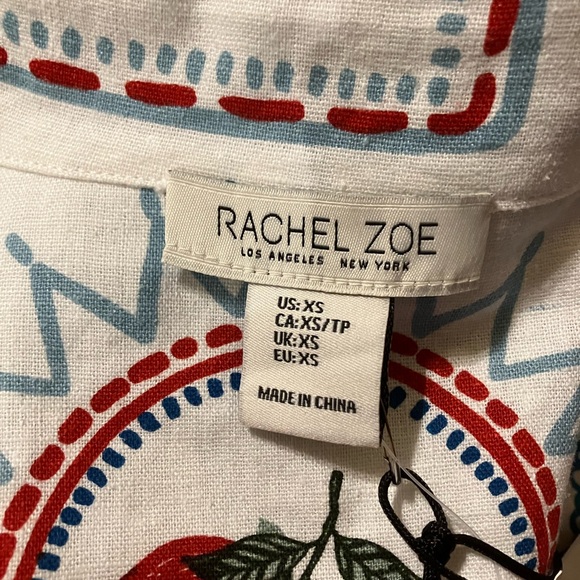 RACHEL ZOE
LOS ANGELES NEW YORK
US: XS
CA: XS/TP
UK: XS
EU: XS
MADE IN CHINA